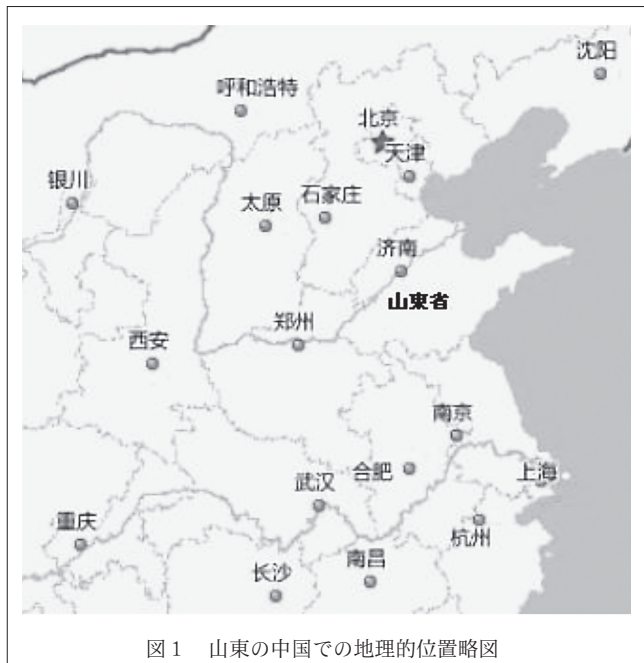 沈阳
呼和浩特
北京
天津
银川
太原
石家庄
济南
山東省
郑州
西安
南京
合肥
上海
武汉
重庆
杭州
长沙
南昌
図1 山東の中国での地理的位置略図